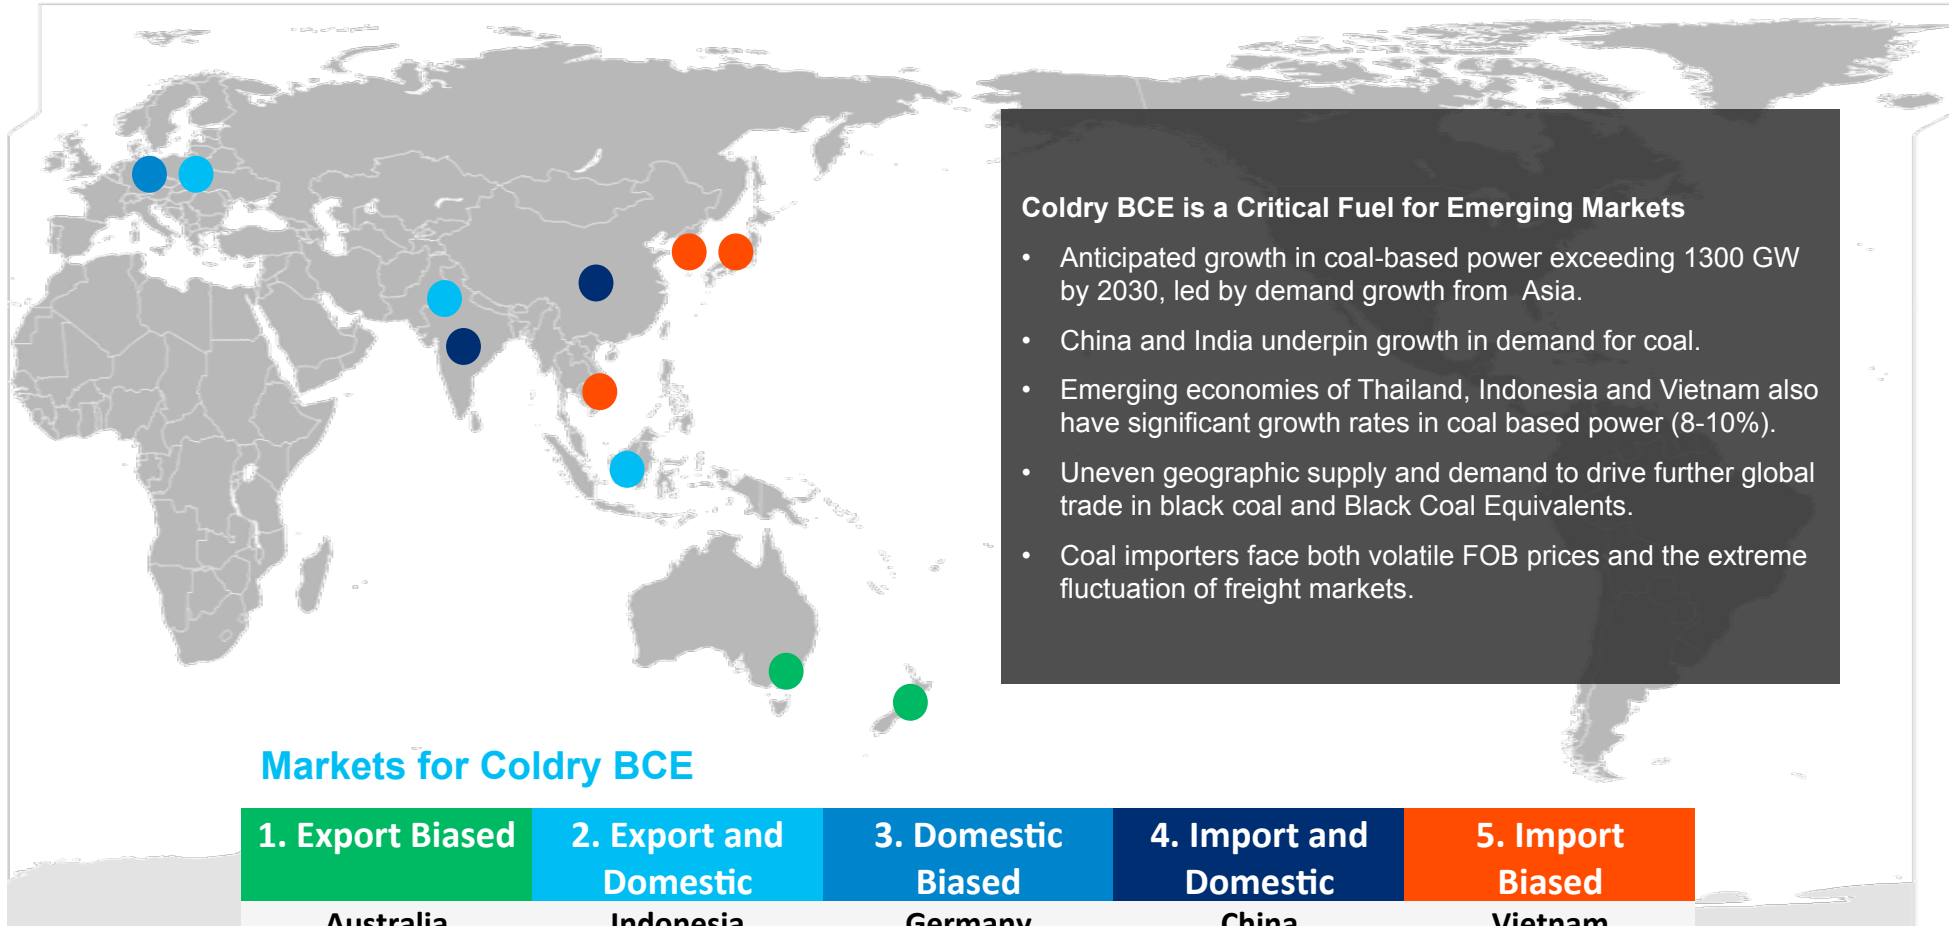 Coldry BCE is a Critical Fuel for Emerging Markets
• Anticipated growth in coal-based power exceeding 1300 GW
by 2030, led by demand growth from Asia.
• China and India underpin growth in demand for coal.
• Emerging economies of Thailand, Indonesia and Vietnam also
have significant growth rates in coal based power (8-10%).
• Uneven geographic supply and demand to drive further global
trade in black coal and Black Coal Equivalents.
• Coal importers face both volatile FOB prices and the extreme
fluctuation of freight markets.
Markets for Coldry BCE
1. Export Biased 2. Export and 3. Domestic 4. Import and 5. Import
Domestic Biased Domestic Biased
Australia Indonesia Germany China Vietnam